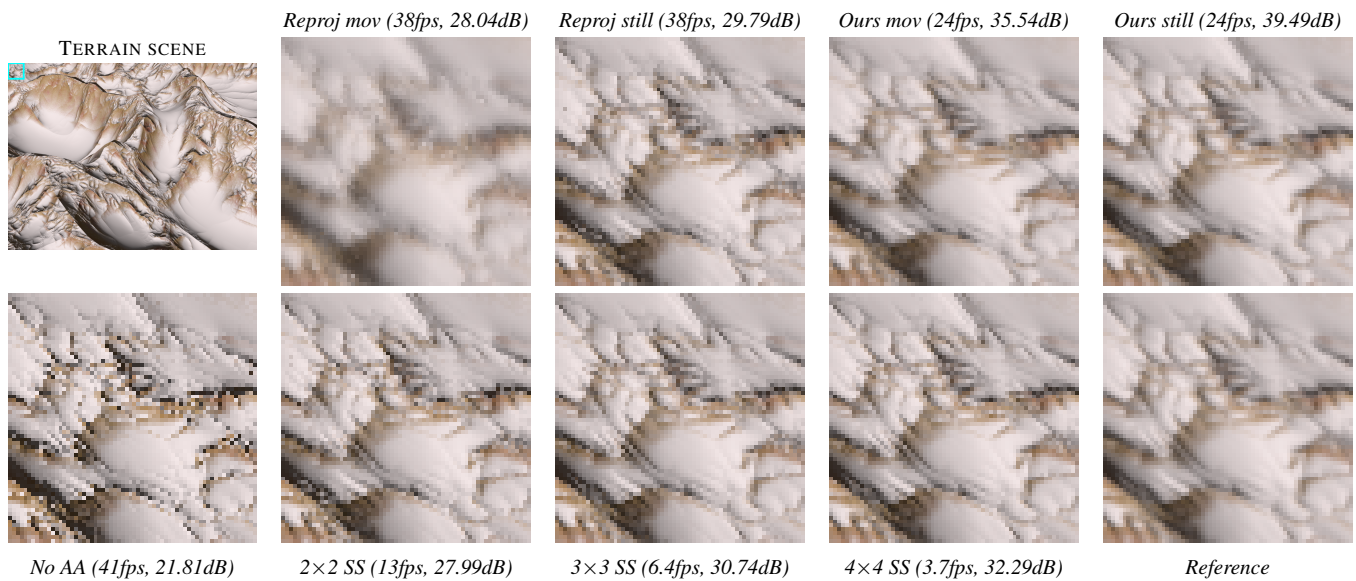 Reproj mov (38fps, 28.04dB)
Reproj still (38fps, 29.79dB)
Ours mov (24fps, 35.54dB)
Ours still (24fps, 39.49dB)
TERRAIN SCENE
No AA (41fps, 21.81dB)
2×2 SS (13fps, 27.99dB)
3×3 SS (6.4fps, 30.74dB)
4×4 SS (3.7fps, 32.29dB)
Reference